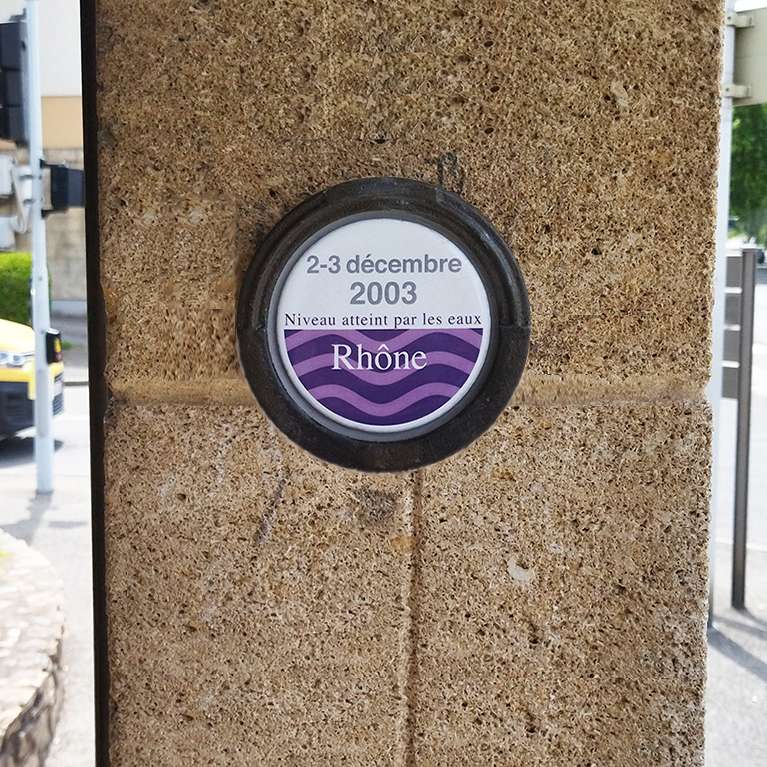 2-3 décembre
2003
Niveau atteint par les eaux
Rhône